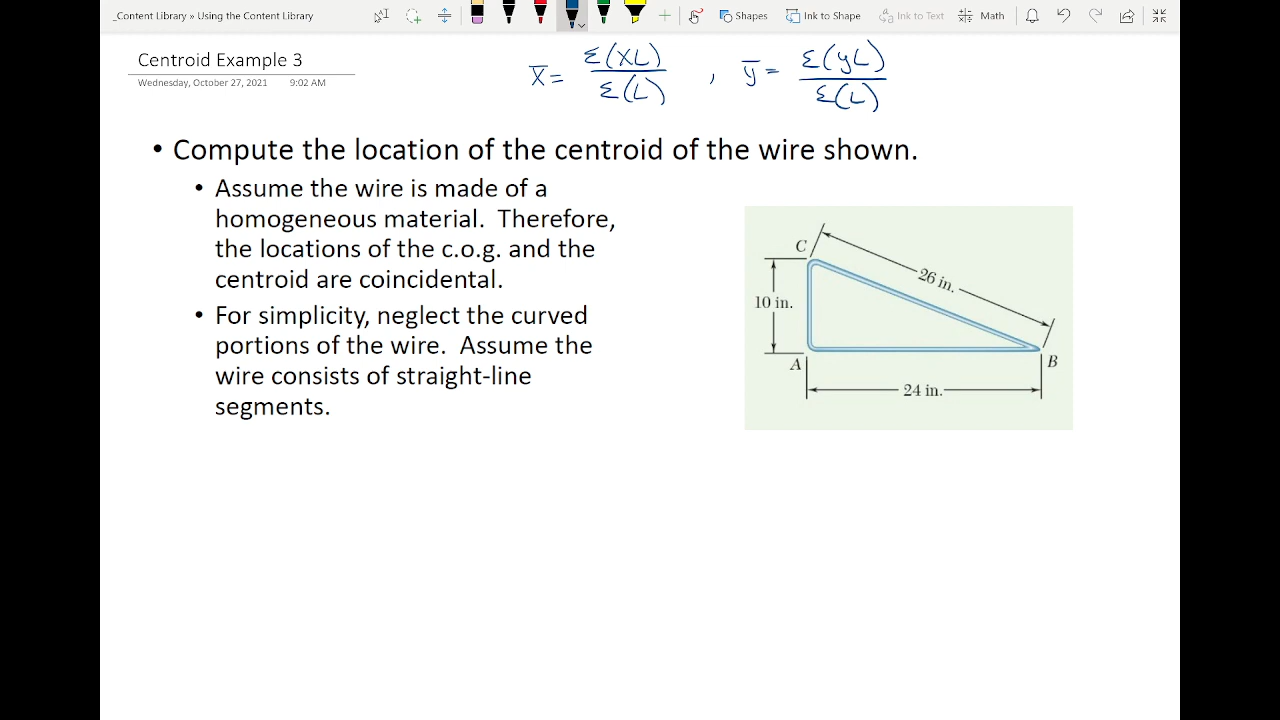 _Content Library » Using the Content Library
Shapes Ink to Shape Ink to Text Math
Centroid Example 3
Wednesday, October 27, 2021 9:02 AM
x̄ = Σ(xL) / Σ(L) , ȳ = Σ(yL) / Σ(L)
• Compute the location of the centroid of the wire shown.
• Assume the wire is made of a
homogeneous material. Therefore,
the locations of the c.o.g. and the
centroid are coincidental.
• For simplicity, neglect the curved
portions of the wire. Assume the
wire consists of straight-line
segments.
C
26 in.
10 in.
A
B
24 in.